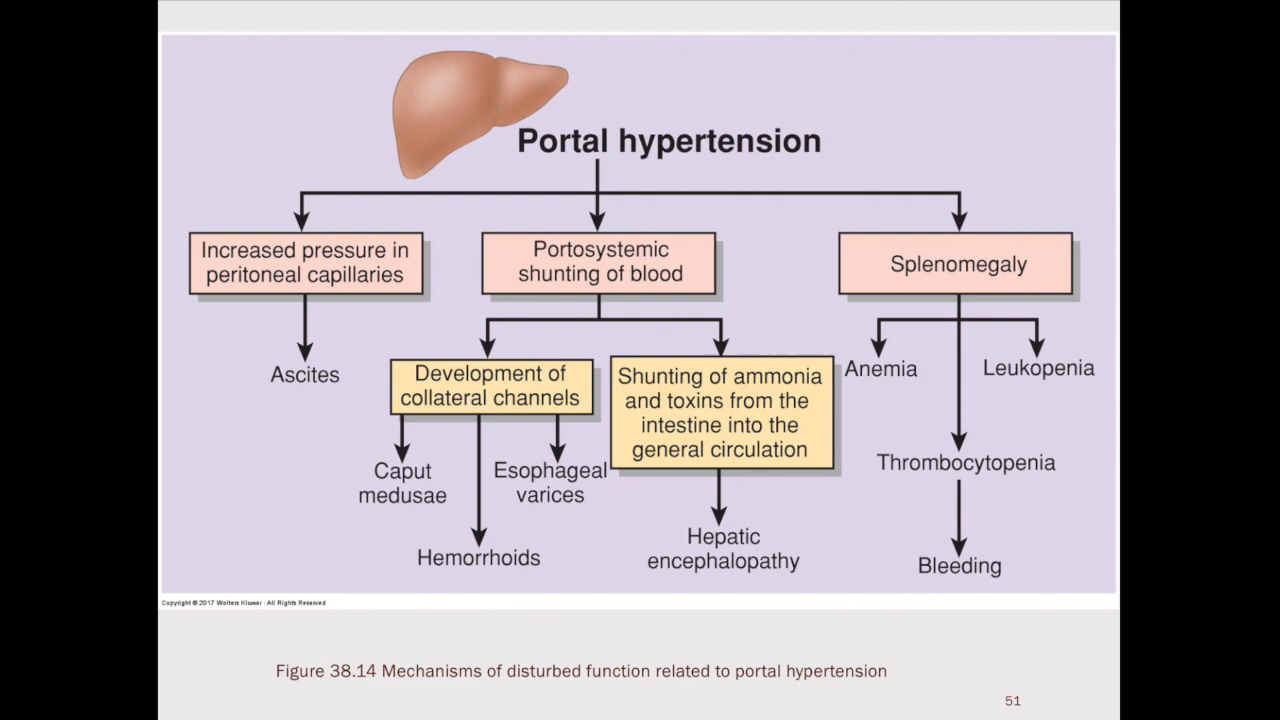 Portal hypertension
Increased pressure in
peritoneal capillaries
Portosystemic
shunting of blood
Splenomegaly
Ascites
Development of
collateral channels
Shunting of ammonia
and toxins from the
intestine into the
general circulation
Anemia
Leukopenia
Caput
medusae
Esophageal
varices
Thrombocytopenia
Hemorrhoids
Hepatic
encephalopathy
Bleeding
Copyright © 2017 Wolters Kluwer · All Rights Reserved
Figure 38.14 Mechanisms of disturbed function related to portal hypertension
51